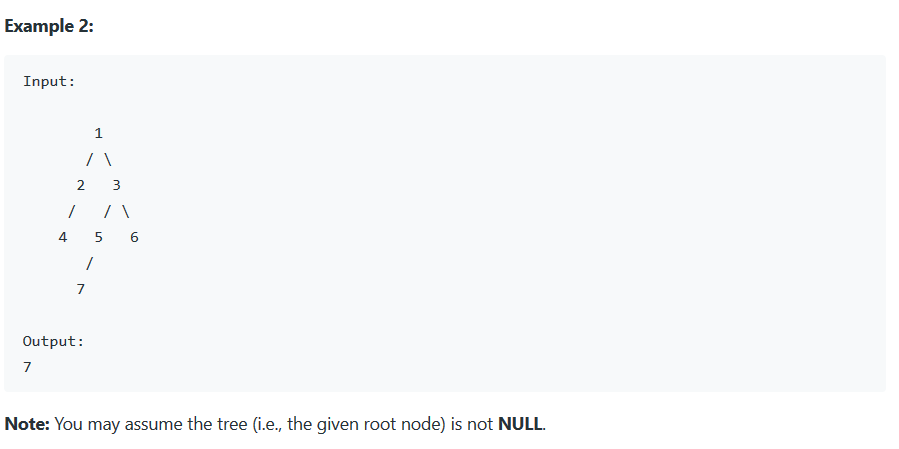 Example 2:
Input:
1
/ \
2 3
/ / \
4 5 6
/
7
Output:
7
Note: You may assume the tree (i.e., the given root node) is not NULL.